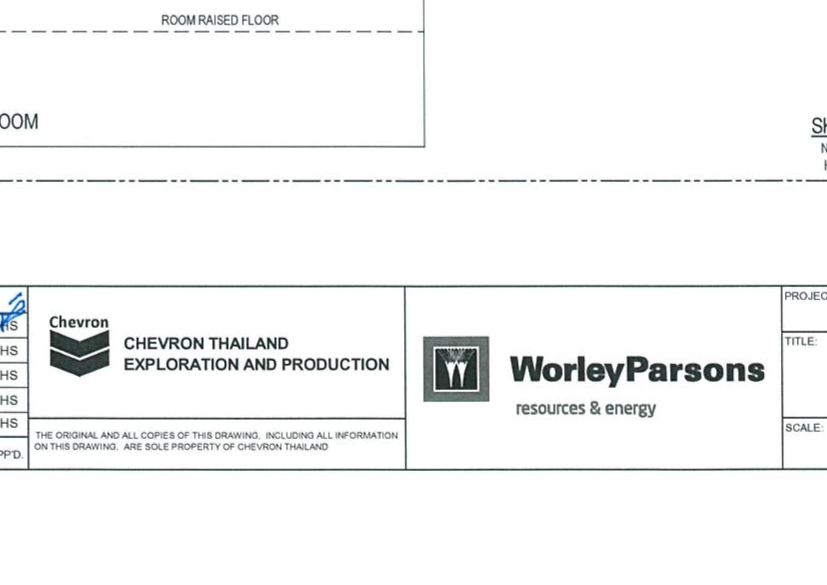 ROOM RAISED FLOOR
OOM
PROJEC
HS
Chevron
CHEVRON THAILAND
EXPLORATION AND PRODUCTION
HS
HS
HS
HS
PP'D.
THE ORIGINAL AND ALL COPIES OF THIS DRAWING, INCLUDING ALL INFORMATION
ON THIS DRAWING, ARE SOLE PROPERTY OF CHEVRON THAILAND
WorleyParsons
resources & energy
TITLE:
SCALE: